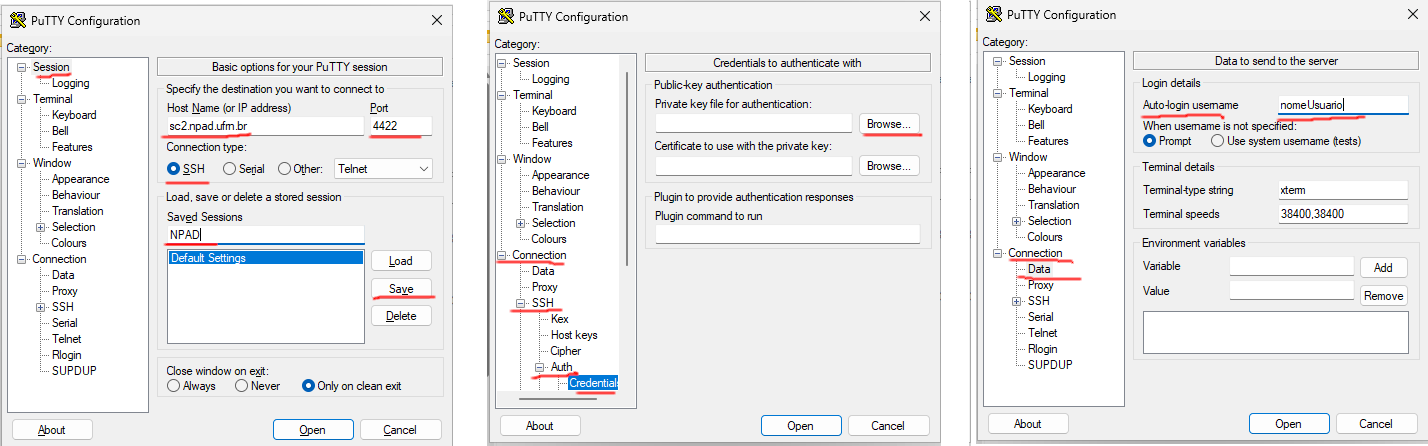 PuTTY Configuration
Category:
Session
Logging
Terminal
Keyboard
Bell
Features
Window
Appearance
Behaviour
Translation
Selection
Colours
Connection
Data
Proxy
SSH
Serial
Telnet
Rlogin
SUPDUP
Basic options for your PuTTY session
Specify the destination you want to connect to
Host Name (or IP address) Port
sc2.npad.ufrn.br 4422
Connection type:
SSH Serial Other: Telnet
Load, save or delete a stored session
Saved Sessions
NPAD
Default Settings
Load
Save
Delete
Close window on exit:
Always Never Only on clean exit
About Open Cancel
PuTTY Configuration
Category:
Session
Logging
Terminal
Keyboard
Bell
Features
Window
Appearance
Behaviour
Translation
Selection
Colours
Connection
Data
Proxy
SSH
Kex
Host keys
Cipher
Auth
Credentials
Credentials to authenticate with
Public-key authentication
Private key file for authentication:
Browse...
Certificate to use with the private key:
Browse...
Plugin to provide authentication responses
Plugin command to run
About Open Cancel
PuTTY Configuration
Category:
Session
Logging
Terminal
Keyboard
Bell
Features
Window
Appearance
Behaviour
Translation
Selection
Colours
Connection
Data
Proxy
SSH
Serial
Telnet
Rlogin
SUPDUP
Data to send to the server
Login details
Auto-login username nomeUsuario
When username is not specified:
Prompt Use system username (tests)
Terminal details
Terminal-type string xterm
Terminal speeds 38400,38400
Environment variables
Variable Add
Value Remove
About Open Cancel